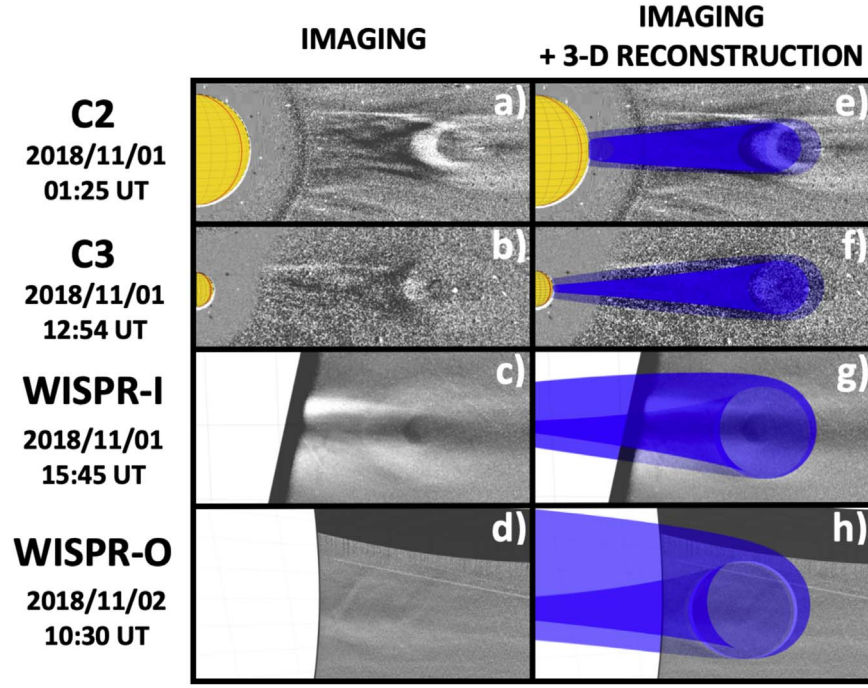 IMAGING
IMAGING
+ 3-D RECONSTRUCTION
C2
2018/11/01
01:25 UT
a)
e)
C3
2018/11/01
12:54 UT
b)
f)
WISPR-I
2018/11/01
15:45 UT
c)
g)
WISPR-O
2018/11/02
10:30 UT
d)
h)